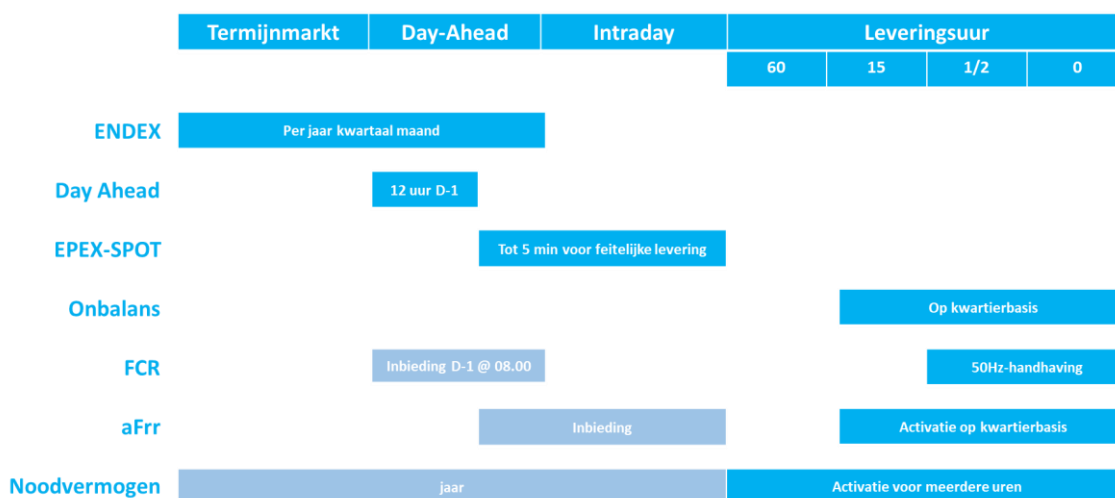 Termijnmarkt Day-Ahead Intraday Leveringsuur
60 15 1/2 0
ENDEX Per jaar kwartaal maand
Day Ahead 12 uur D-1
EPEX-SPOT Tot 5 min voor feitelijke levering
Onbalans Op kwartierbasis
FCR Inbieding D-1 @ 08.00 50Hz-handhaving
aFrr Inbieding Activatie op kwartierbasis
Noodvermogen jaar Activatie voor meerdere uren